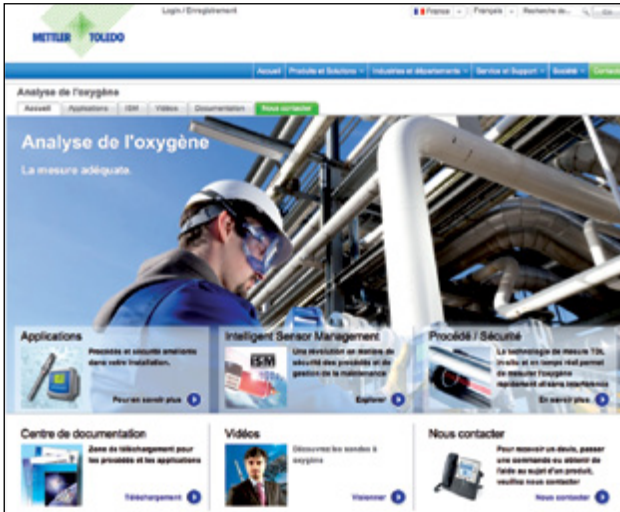 Login / Enregistrement
France
Français
Recherche de...
METTLER TOLEDO
Accueil
Produits et Solutions
Industries et départements
Service et Support
Société
Contact
Analyse de l'oxygène
Accueil
Applications
ISM
Vidéos
Documentation
Nous contacter
Analyse de l'oxygène
La mesure adéquate.
Applications
Procédés et sécurité améliorés
dans votre installation.
Pour en savoir plus
Intelligent Sensor Management
ISM
Une révolution en matière de
sécurité des procédés et de
gestion de la maintenance
Explorer
Procédé / Sécurité
La technologie de mesure TDL
in situ et en temps réel permet
de mesurer l'oxygène
rapidement et sans interférence
En savoir plus
Centre de documentation
Zone de téléchargement pour
les procédés et les applications
Téléchargement
Vidéos
Découvrez les sondes à
oxygène
Visionner
Nous contacter
Pour recevoir un devis, passer
une commande ou obtenir de
l'aide au sujet d'un produit,
veuillez nous contacter
Nous contacter